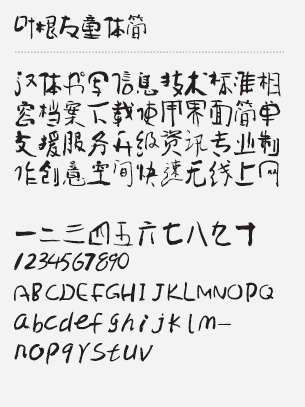 叶根友童体简
汉体书写信息技术标准相
容档案下载使用界面简单
支援服务升级资讯专业制
作创意空间快速无线上网
一二三四五六七八九十
1234567890
ABCDEFGHIJKLMNOPQ
abcdefghijklm—
nopqrstuv